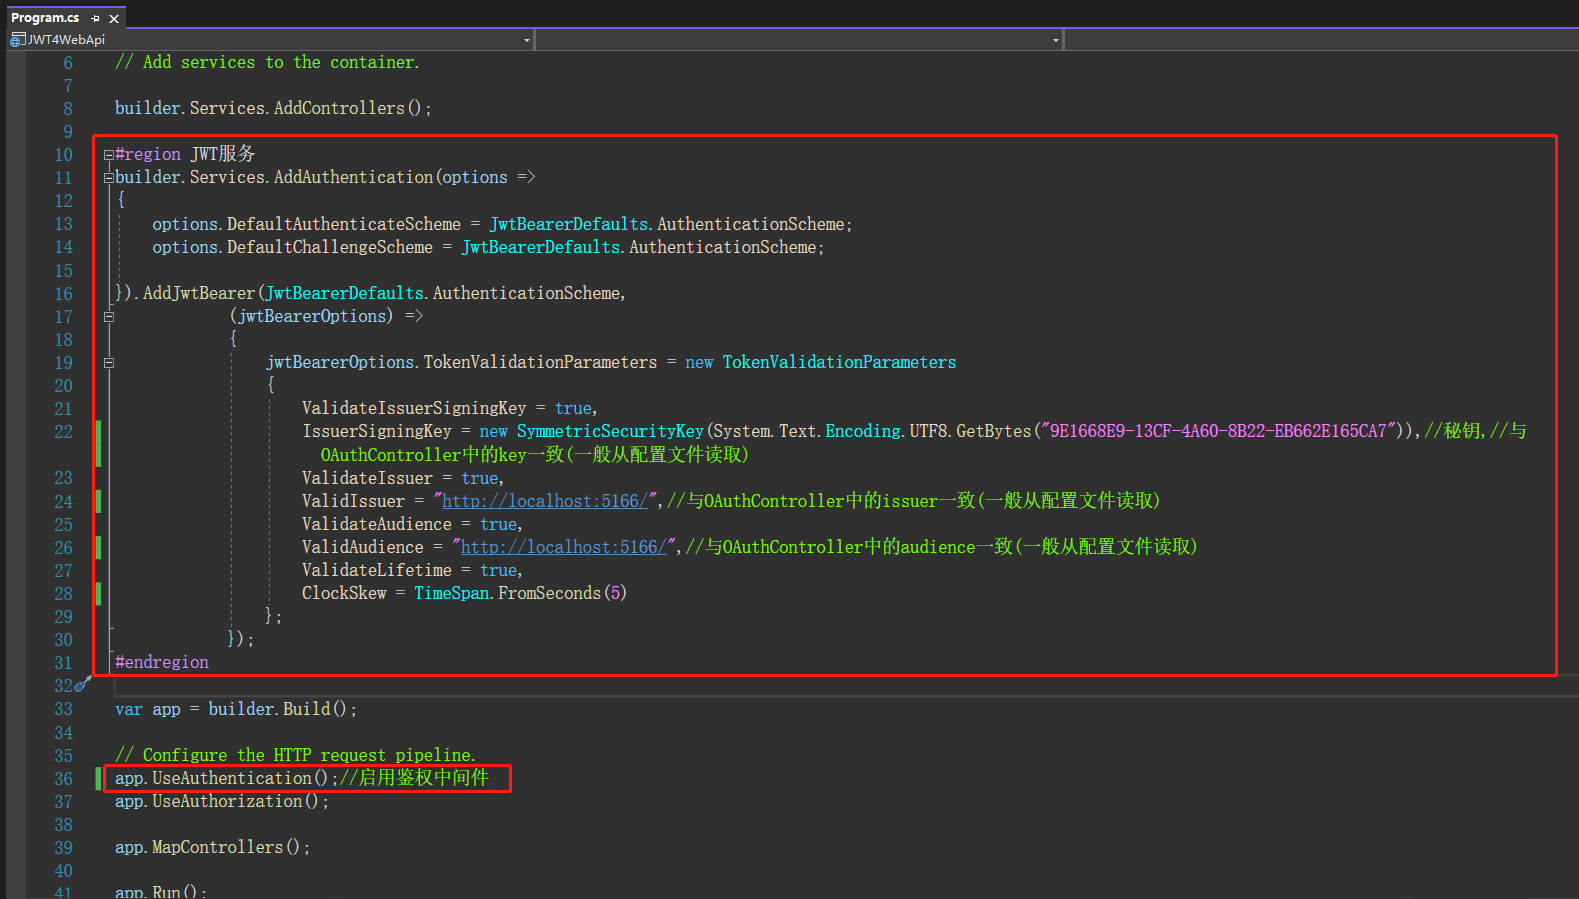 Program.cs
JWT4WebApi
6 // Add services to the container.
7
8 builder.Services.AddControllers();
9
10 #region JWT服务
11 builder.Services.AddAuthentication(options =>
12 {
13 options.DefaultAuthenticateScheme = JwtBearerDefaults.AuthenticationScheme;
14 options.DefaultChallengeScheme = JwtBearerDefaults.AuthenticationScheme;
15
16 }).AddJwtBearer(JwtBearerDefaults.AuthenticationScheme,
17 (jwtBearerOptions) =>
18 {
19 jwtBearerOptions.TokenValidationParameters = new TokenValidationParameters
20 {
21 ValidateIssuerSigningKey = true,
22 IssuerSigningKey = new SymmetricSecurityKey(System.Text.Encoding.UTF8.GetBytes("9E1668E9-13CF-4A60-8B22-EB662E165CA7")),//秘钥,//与
OAuthController中的key一致(一般从配置文件读取)
23 ValidateIssuer = true,
24 ValidIssuer = "http://localhost:5166/",//与OAuthController中的issuer一致(一般从配置文件读取)
25 ValidateAudience = true,
26 ValidAudience = "http://localhost:5166/",//与OAuthController中的audience一致(一般从配置文件读取)
27 ValidateLifetime = true,
28 ClockSkew = TimeSpan.FromSeconds(5)
29 };
30 });
31 #endregion
32
33 var app = builder.Build();
34
35 // Configure the HTTP request pipeline.
36 app.UseAuthentication();//启用鉴权中间件
37 app.UseAuthorization();
38
39 app.MapControllers();
40
41 app.Run();